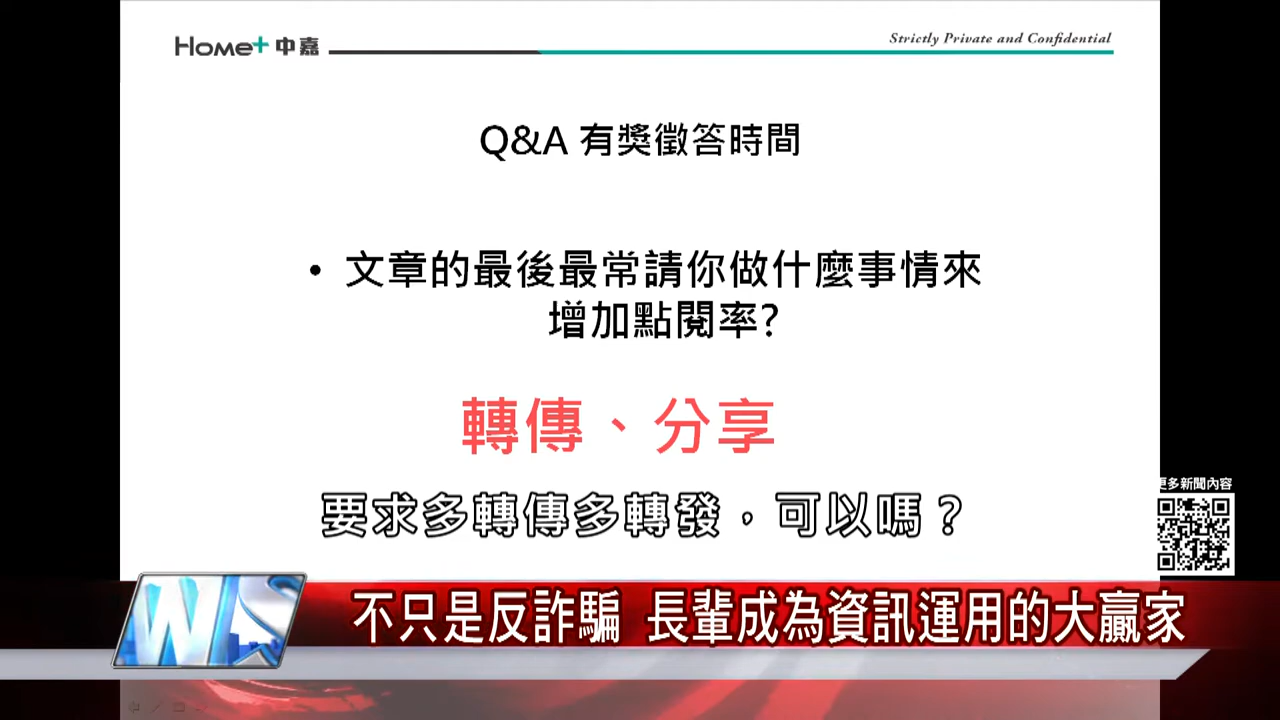 Home+ 中嘉
Strictly Private and Confidential
Q&A 有獎徵答時間
• 文章的最後最常請你做什麼事情來
增加點閱率?
轉傳、分享
要求多轉傳多轉發，可以嗎？
更多新聞內容
WIS
不只是反詐騙 長輩成為資訊運用的大贏家